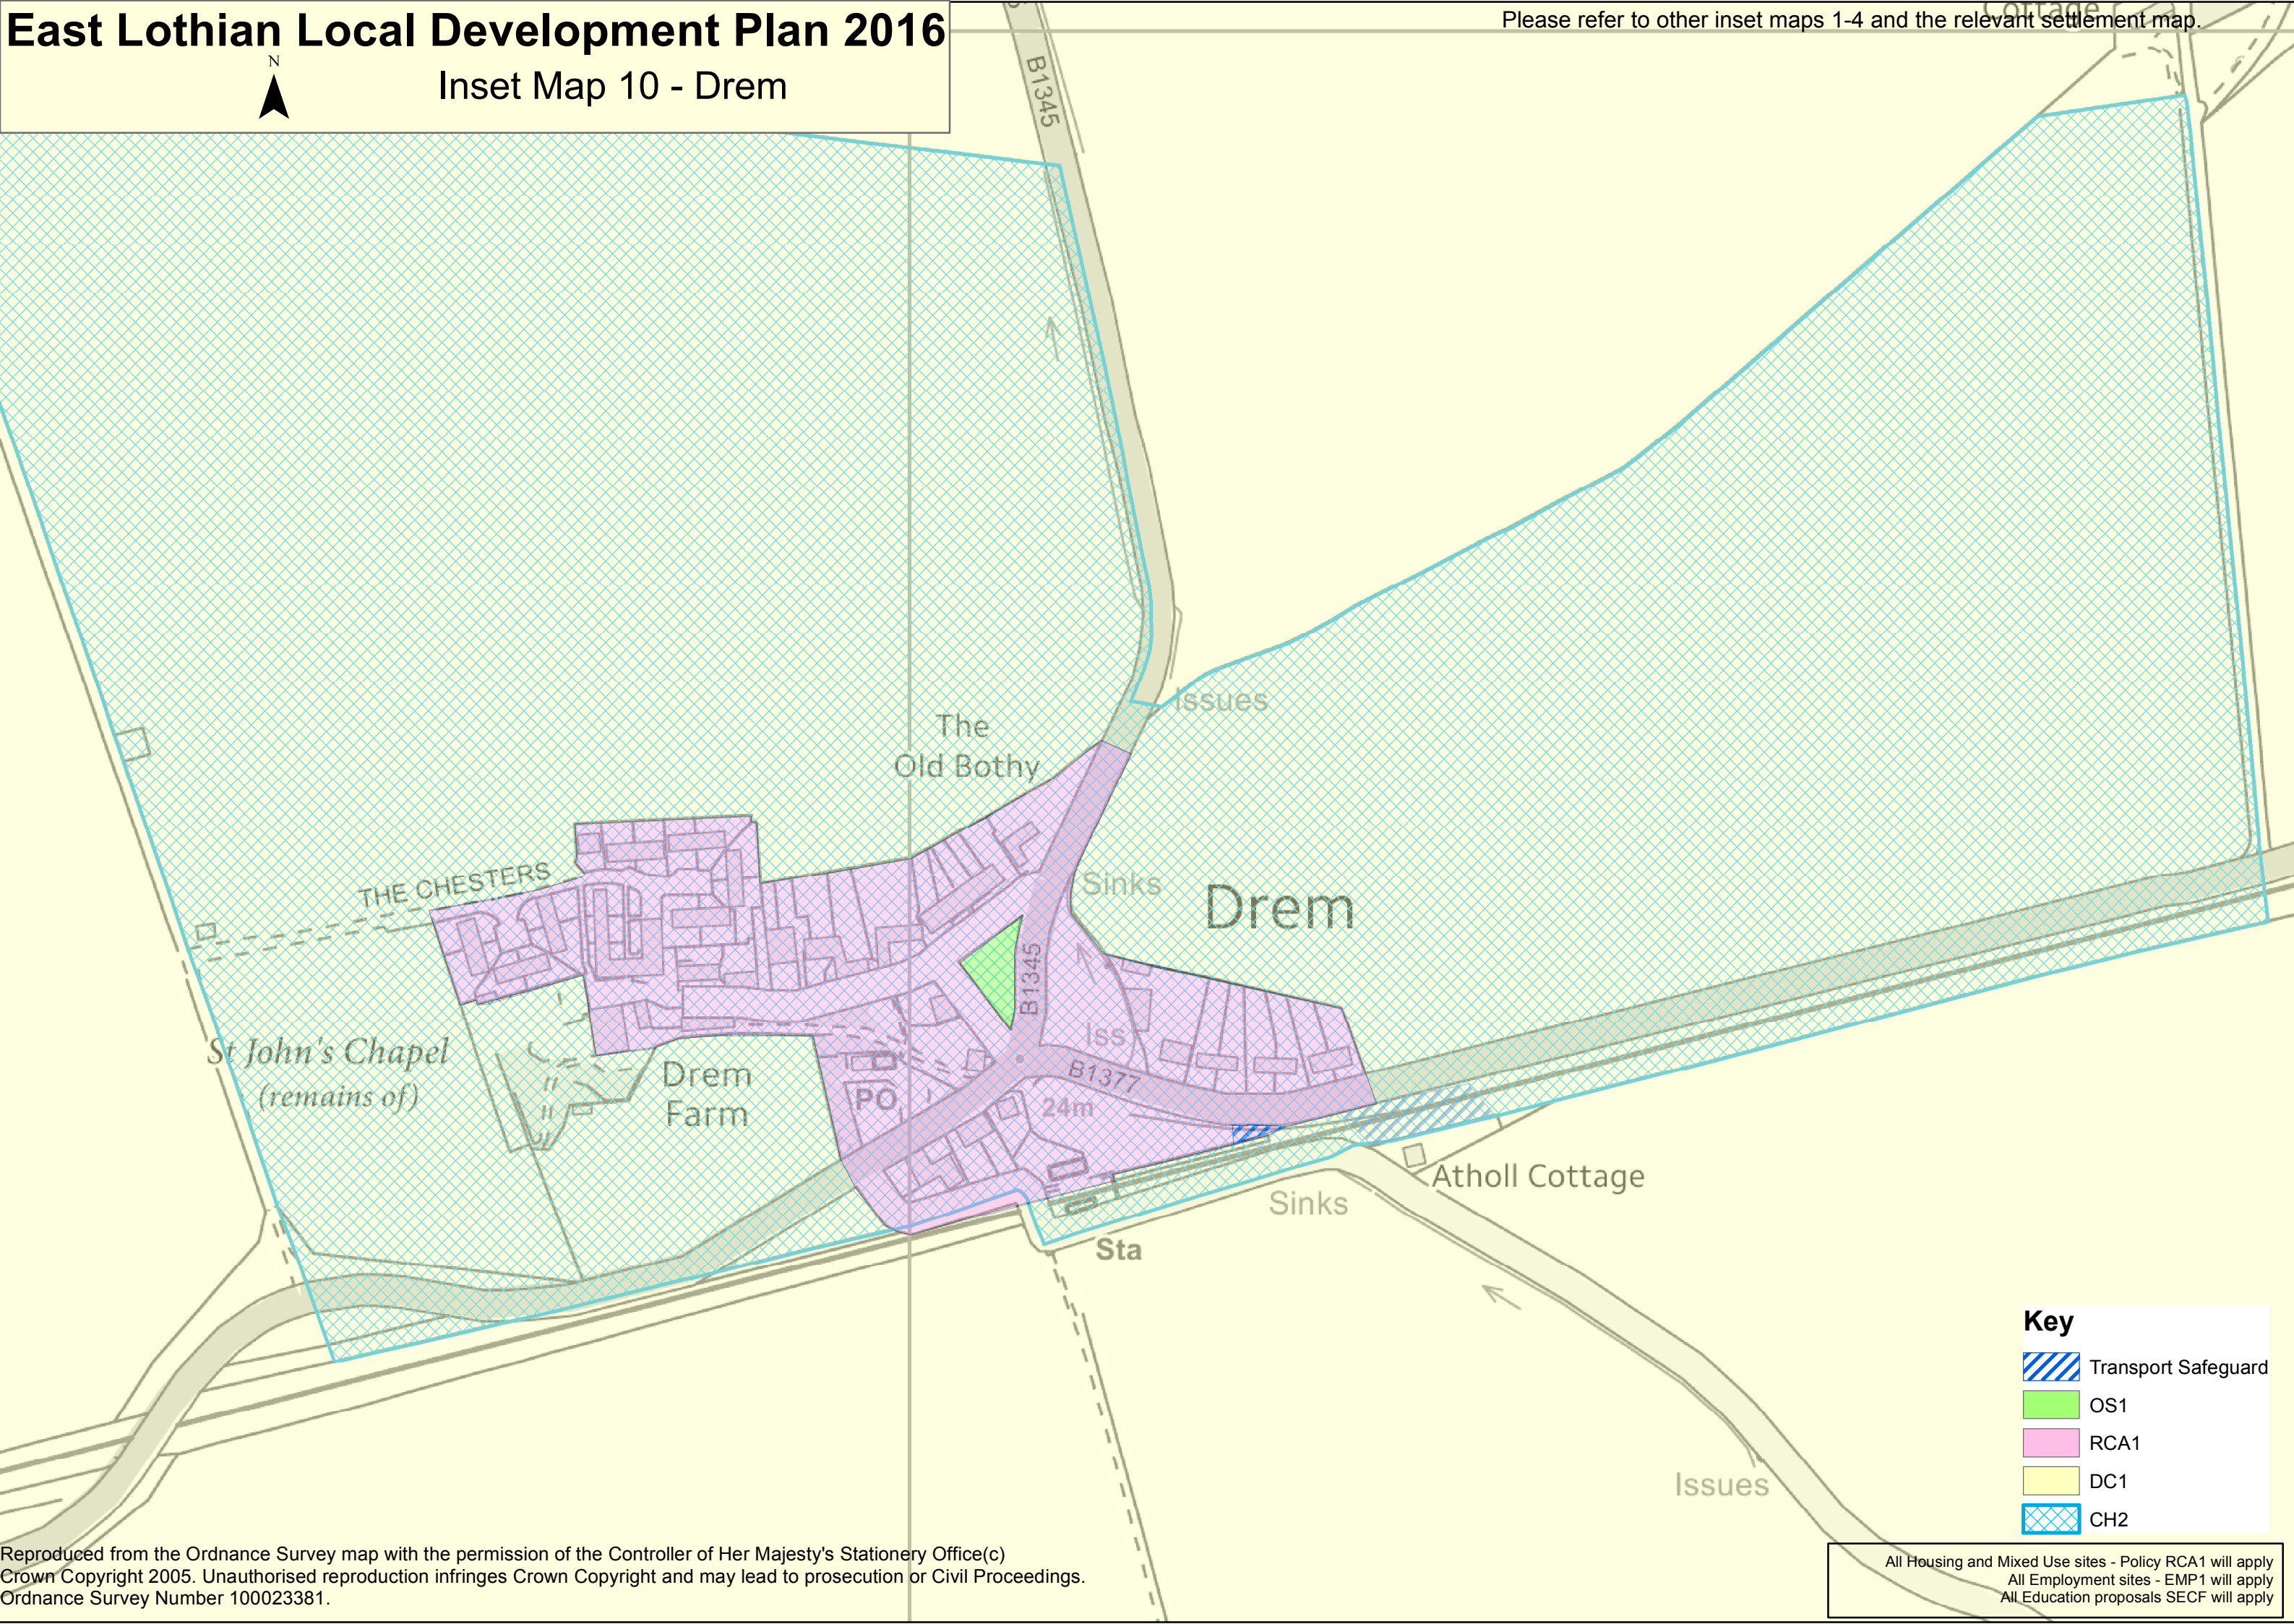 East Lothian Local Development Plan 2016
N
Inset Map 10 - Drem
Please refer to other inset maps 1-4 and the relevant settlement map.
Cottage
B1345
Issues
The
Old Bothy
THE CHESTERS
Sinks
Drem
B1345
St John's Chapel
(remains of)
Iss
Drem
Farm
B1377
PO
24m
Atholl Cottage
Sinks
Sta
Issues
Key
Transport Safeguard
OS1
RCA1
DC1
CH2
Reproduced from the Ordnance Survey map with the permission of the Controller of Her Majesty's Stationery Office(c)
Crown Copyright 2005. Unauthorised reproduction infringes Crown Copyright and may lead to prosecution or Civil Proceedings.
Ordnance Survey Number 100023381.
All Housing and Mixed Use sites - Policy RCA1 will apply
All Employment sites - EMP1 will apply
All Education proposals SECF will apply